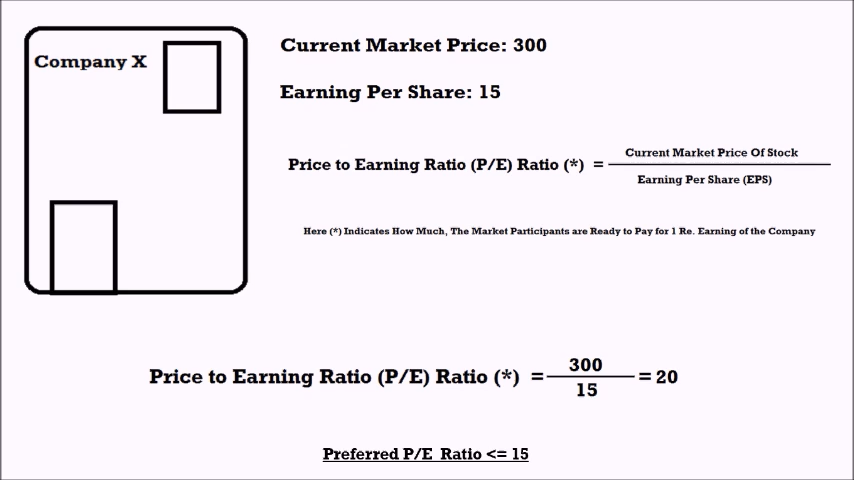 Company X
Current Market Price: 300
Earning Per Share: 15
Price to Earning Ratio (P/E) Ratio (*) = Current Market Price Of Stock
Earning Per Share (EPS)
Here (*) Indicates How Much, The Market Participants are Ready to Pay for 1 Re. Earning of the Company
Price to Earning Ratio (P/E) Ratio (*) = 300 = 20
15
Preferred P/E Ratio <= 15